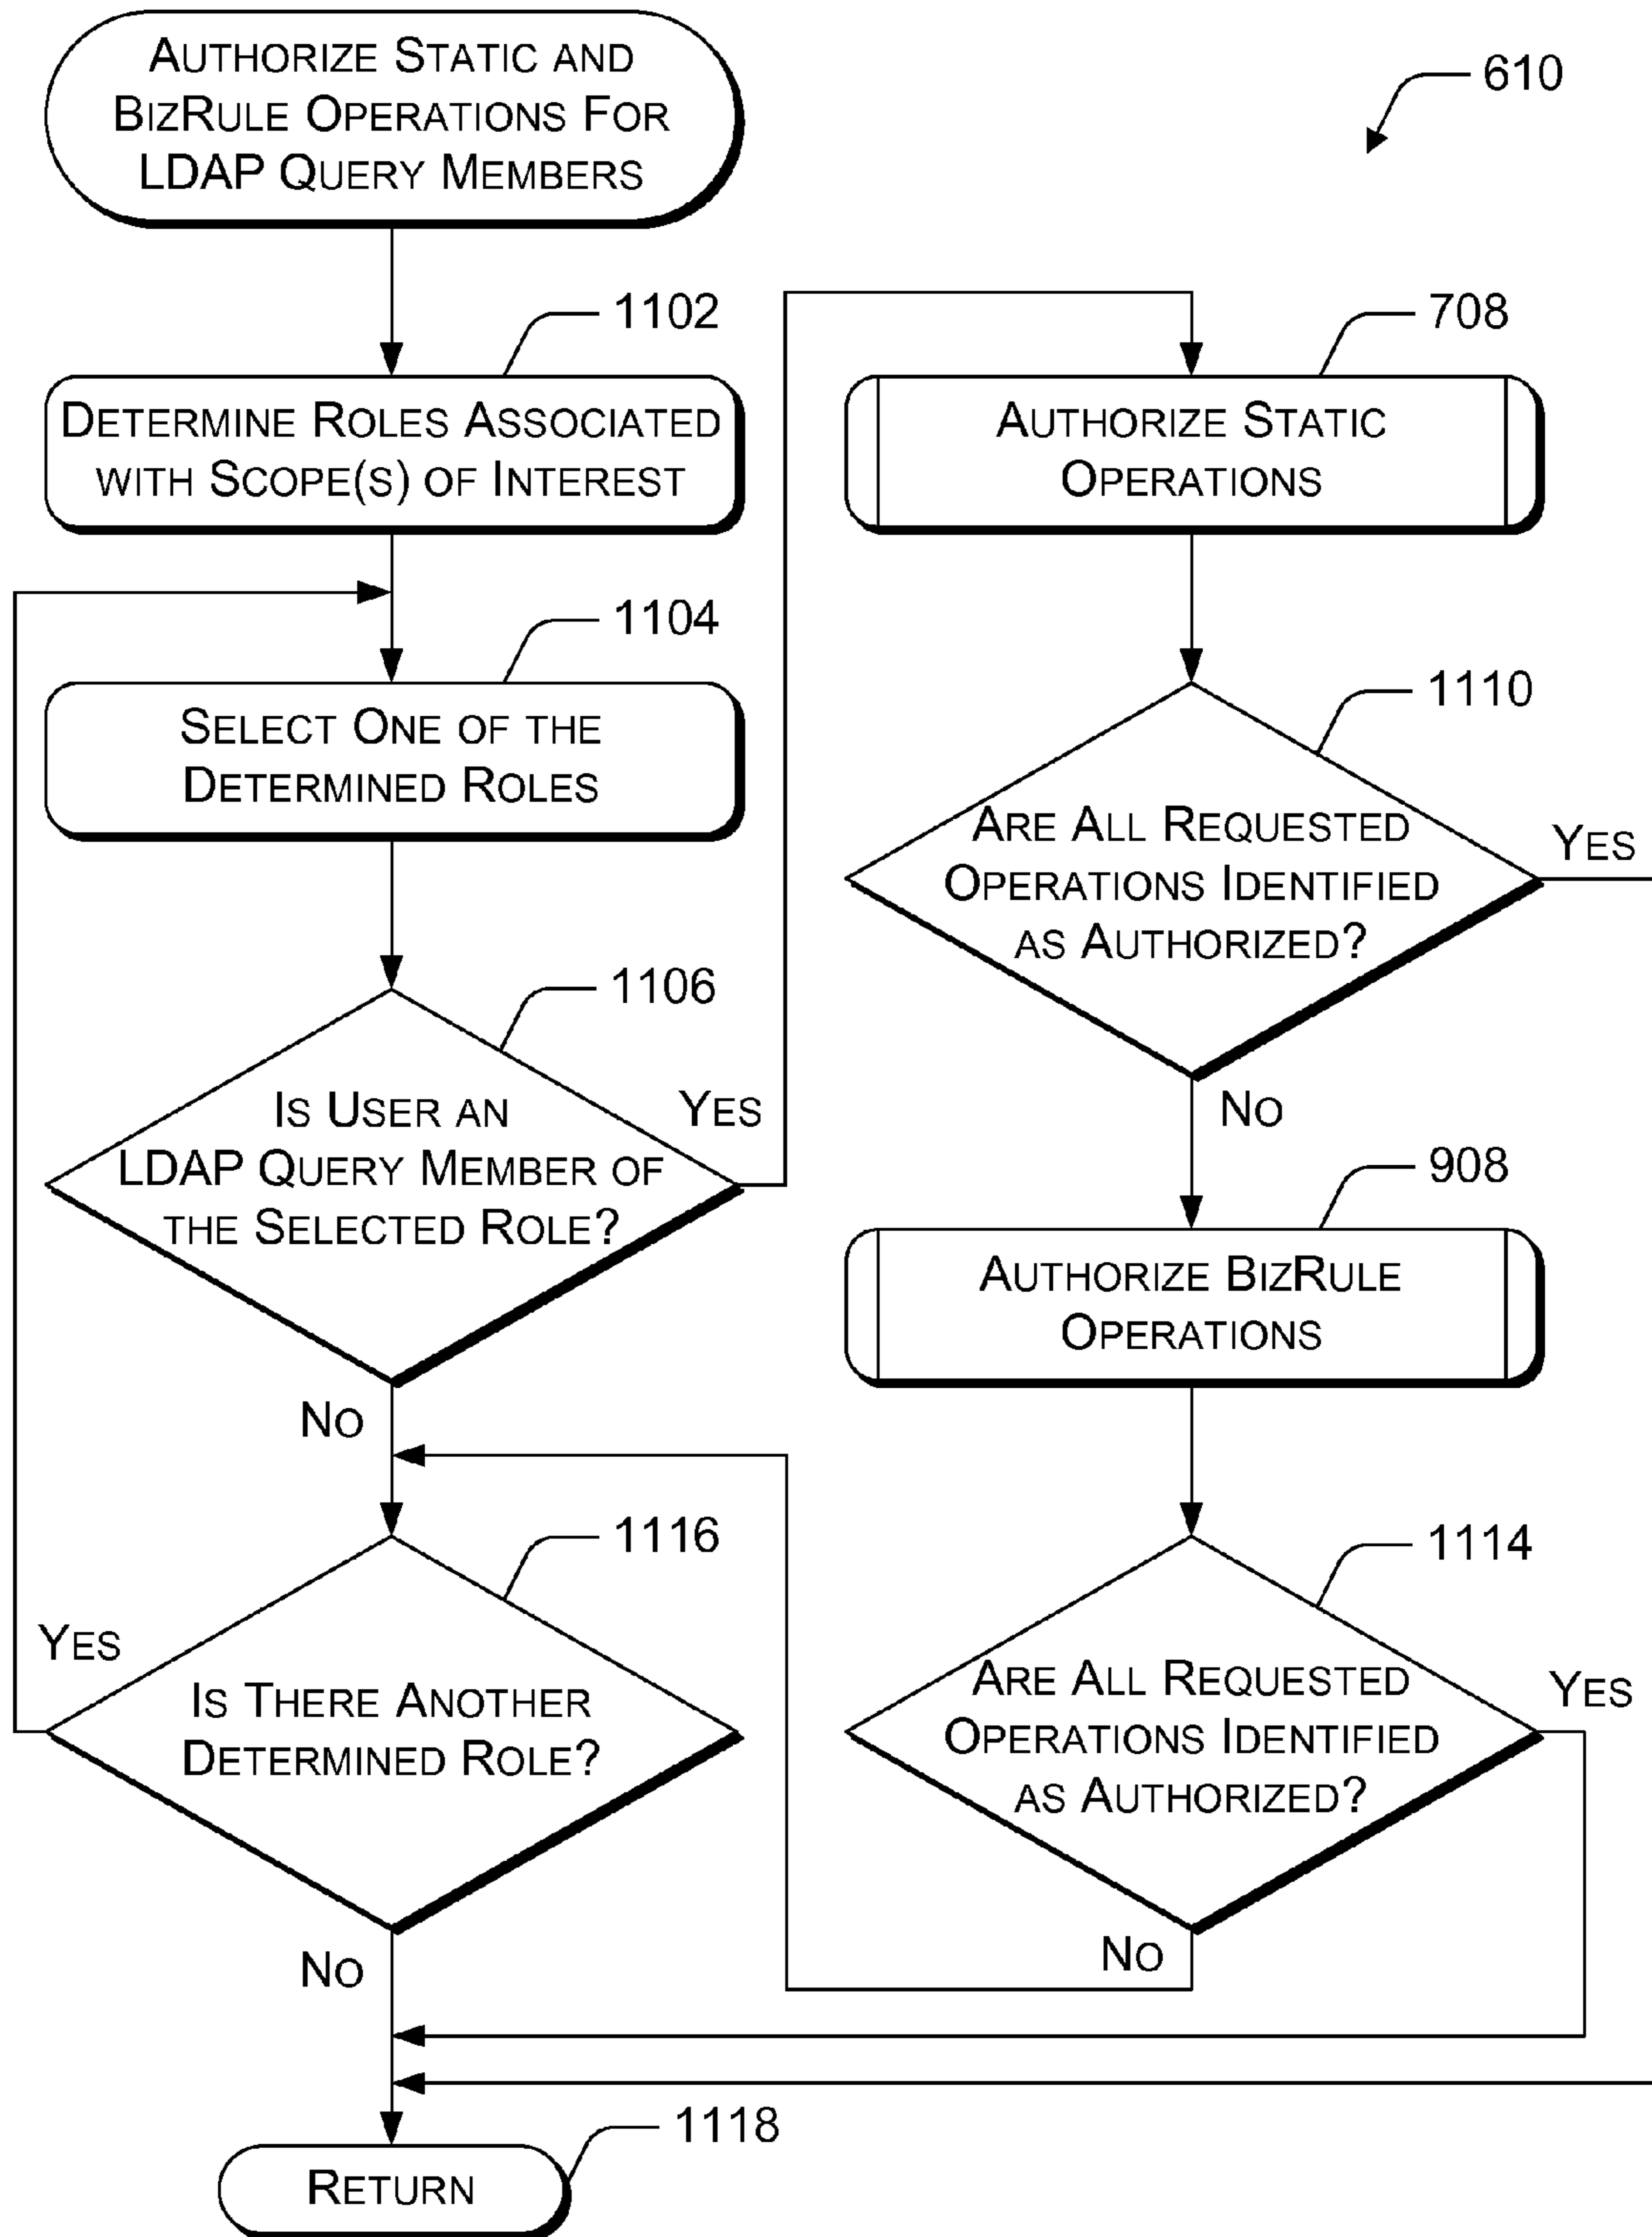 AUTHORIZE STATIC AND
BIZRULE OPERATIONS FOR
LDAP QUERY MEMBERS
610
1102
DETERMINE ROLES ASSOCIATED
WITH SCOPE(S) OF INTEREST
1104
SELECT ONE OF THE
DETERMINED ROLES
1106
IS USER AN
LDAP QUERY MEMBER OF
THE SELECTED ROLE?
YES
NO
1116
IS THERE ANOTHER
DETERMINED ROLE?
YES
NO
708
AUTHORIZE STATIC
OPERATIONS
1110
ARE ALL REQUESTED
OPERATIONS IDENTIFIED
AS AUTHORIZED?
YES
NO
908
AUTHORIZE BIZRULE
OPERATIONS
1114
ARE ALL REQUESTED
OPERATIONS IDENTIFIED
AS AUTHORIZED?
YES
NO
1118
RETURN